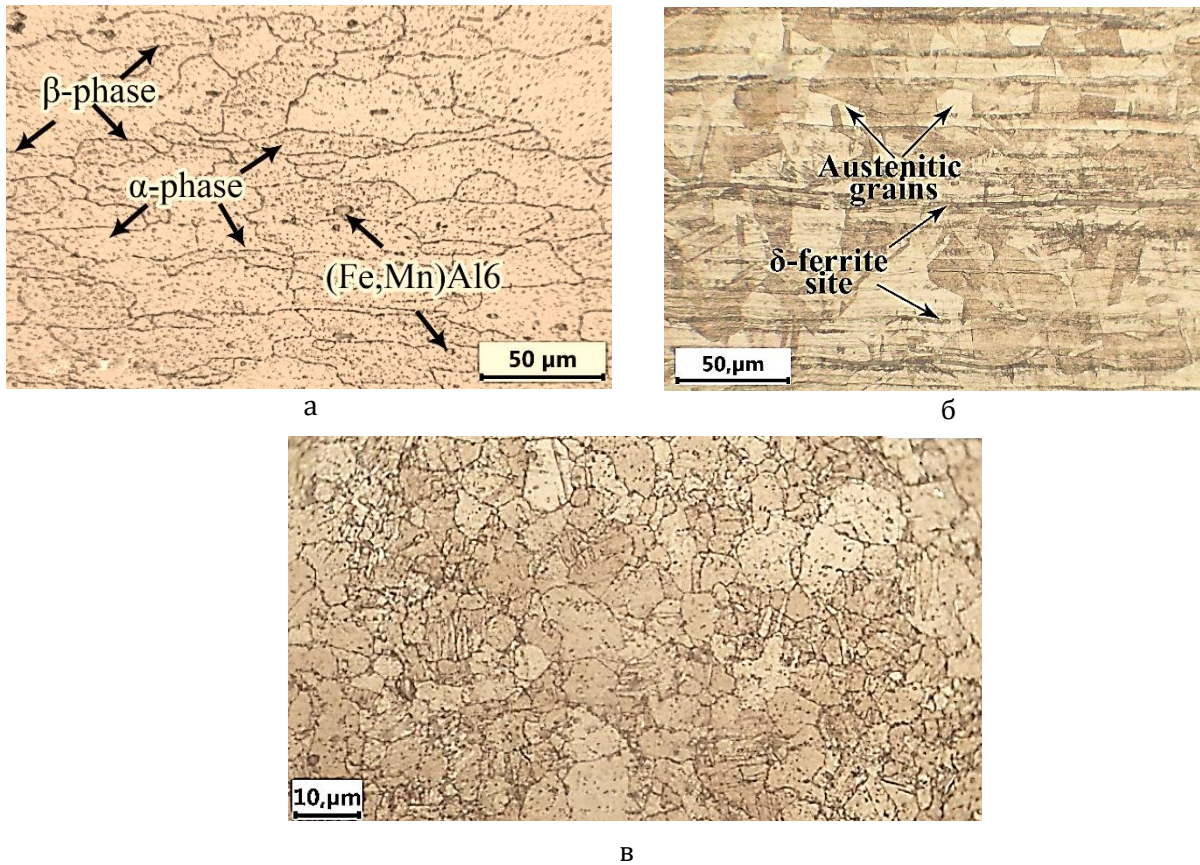 β-phase
α-phase
(Fe,Mn)Al6
50 µm
а
Austenitic
grains
δ-ferrite
site
50,µm
б
10,µm
в